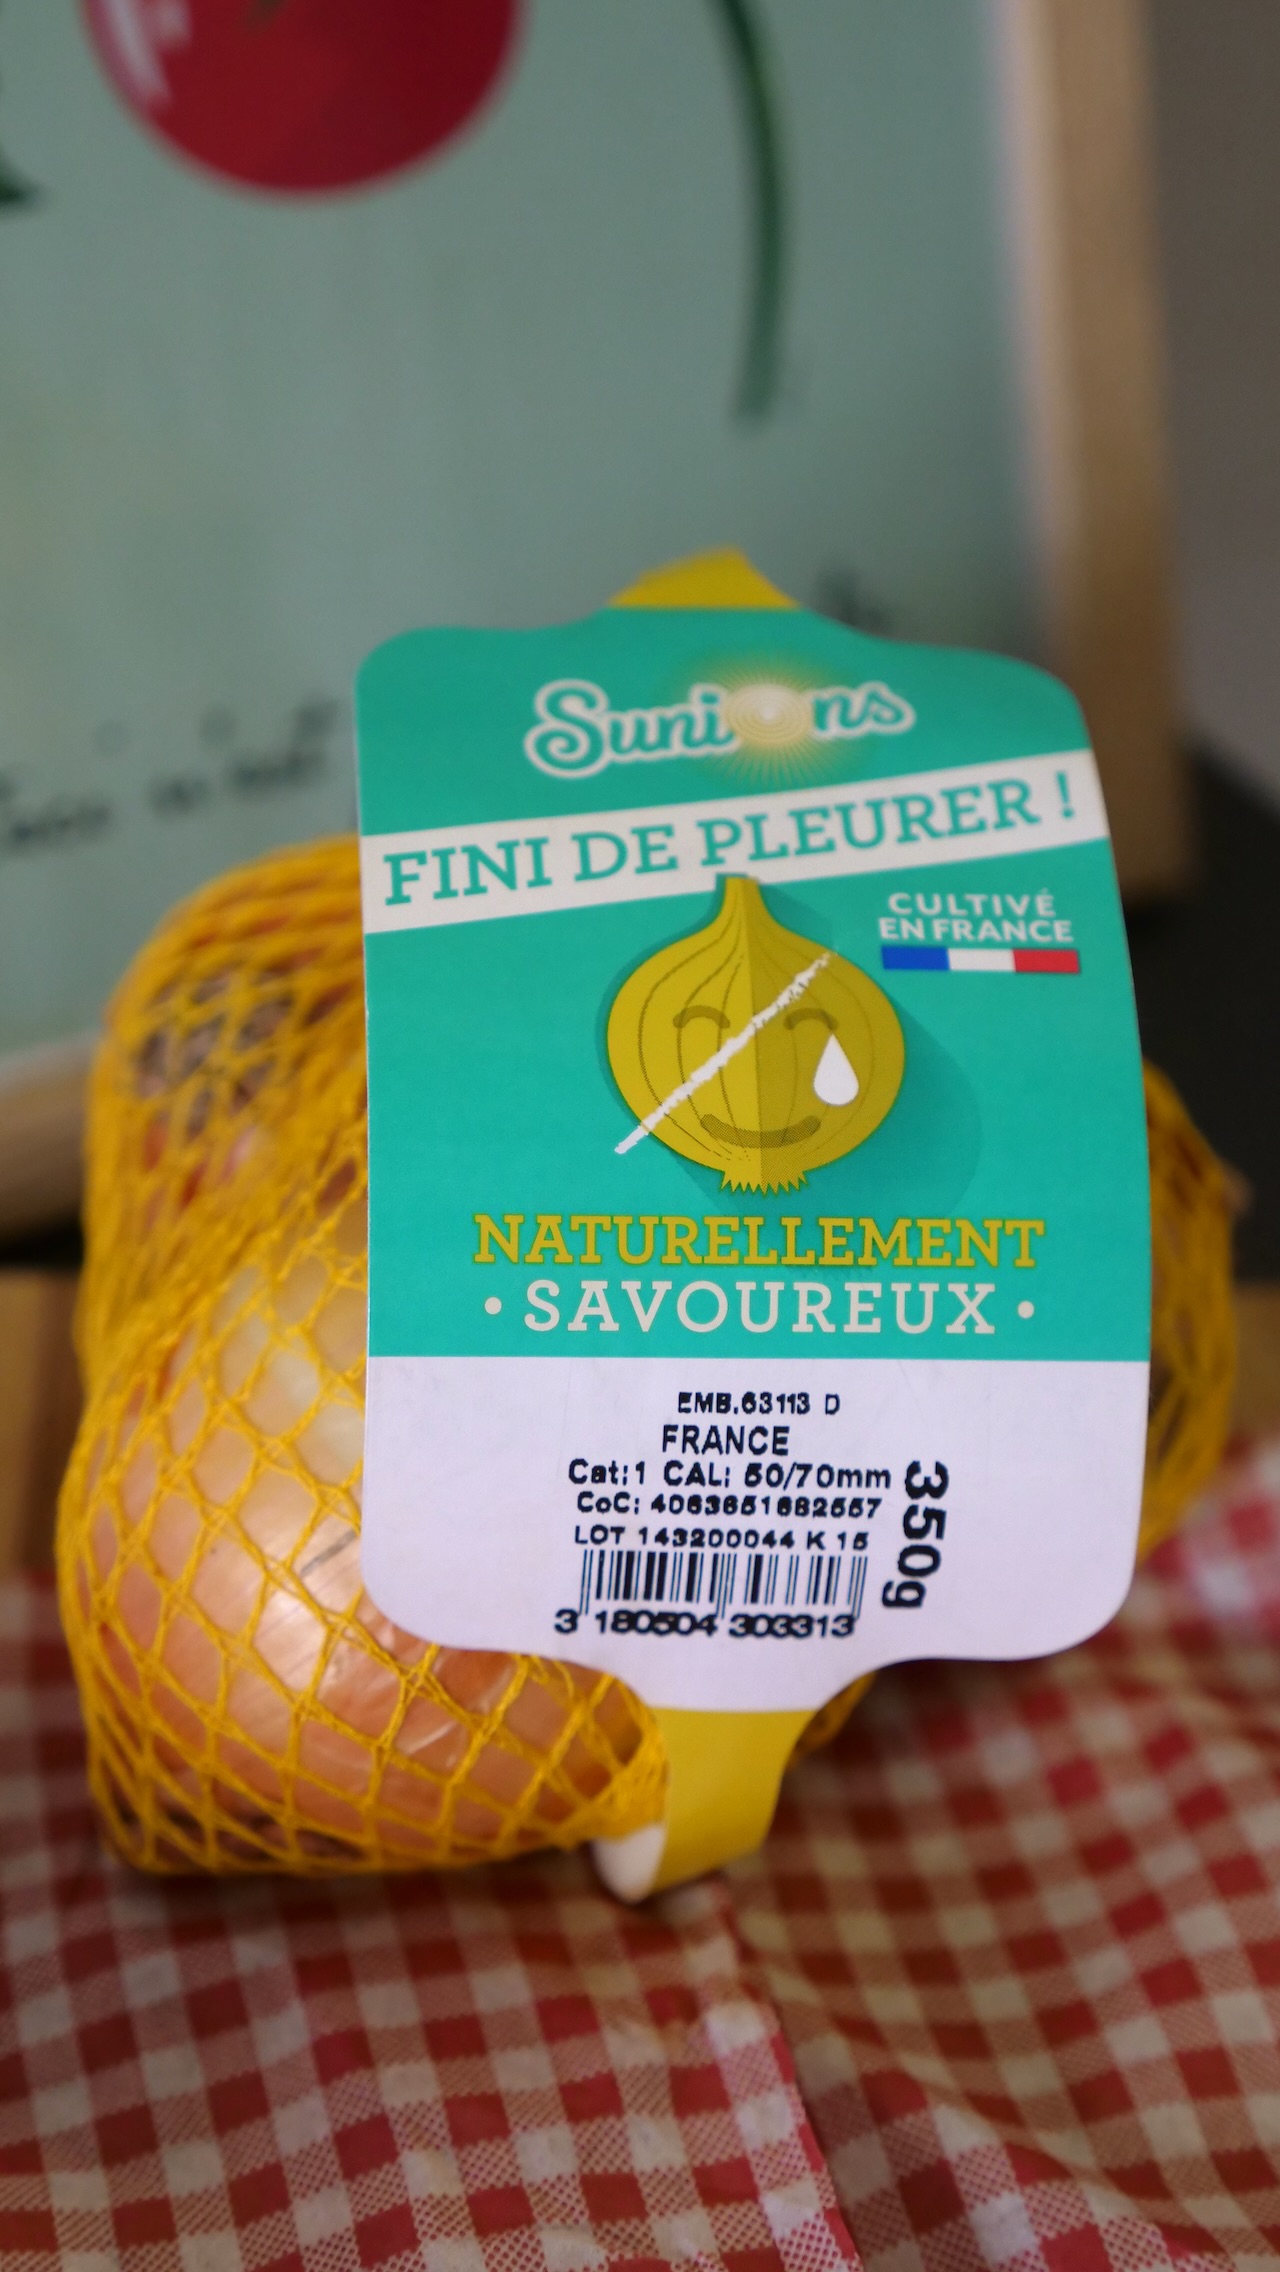 Sunions
FINI DE PLEURER !
CULTIVÉ
EN FRANCE
NATURELLEMENT
• SAVOUREUX •
EMB.63113 D
FRANCE
Cat:1 CAL: 50/70mm
CoC: 4063651682557
LOT 143200044 K 15
350g
3 180504 303313